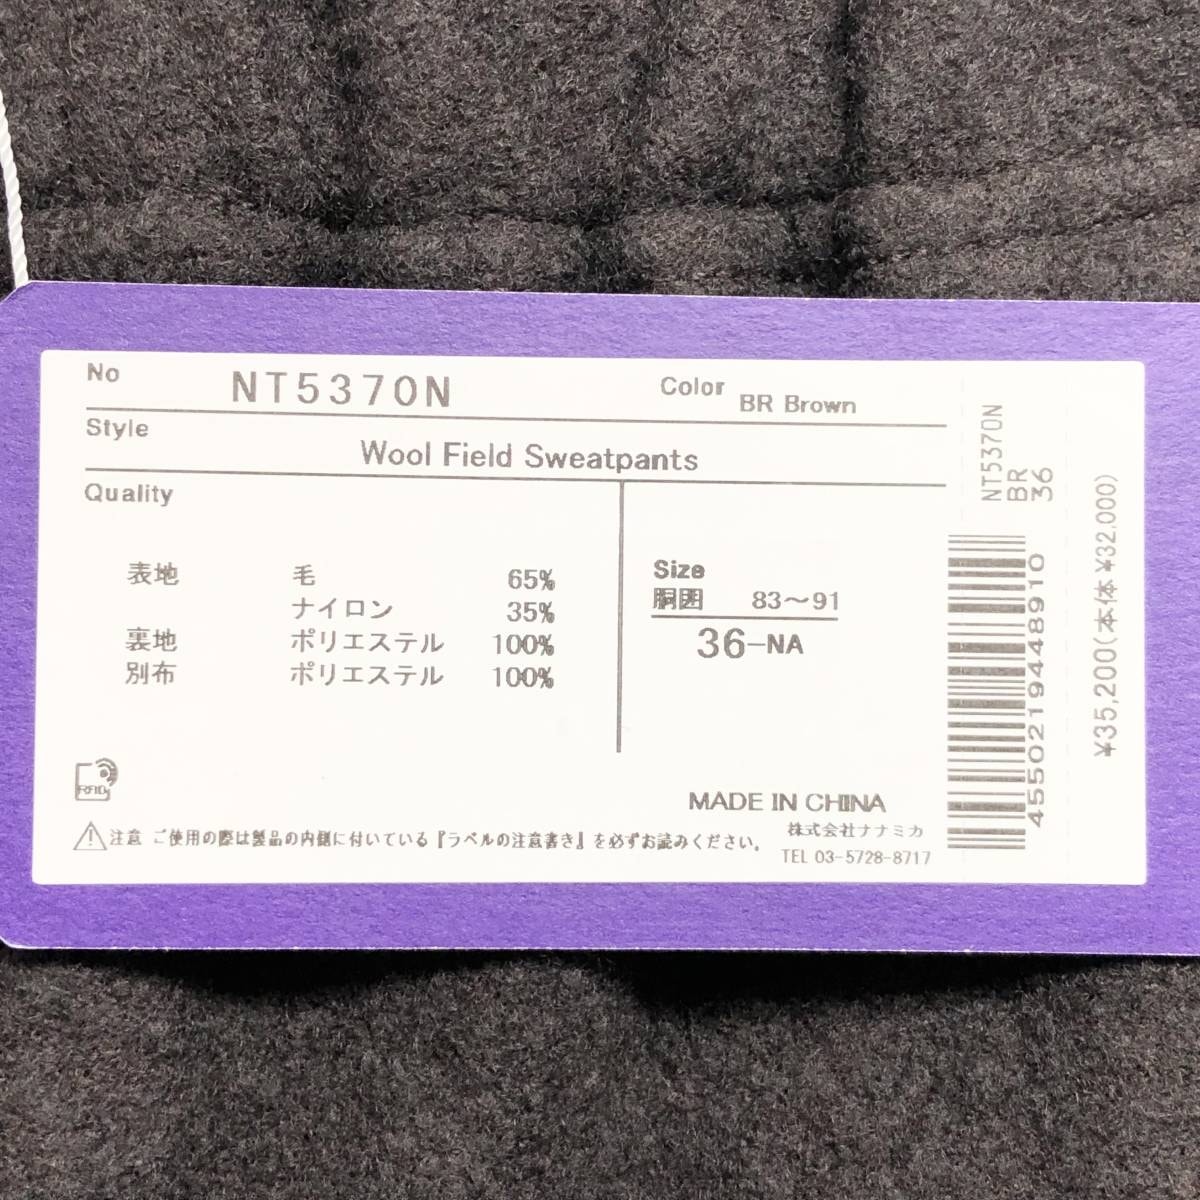 No NT5370N Color BR Brown
Style
Wool Field Sweatpants
Quality
表地 毛 65%
ナイロン 35%
裏地 ポリエステル 100%
別布 ポリエステル 100%
Size
胴囲 83～91
36-NA
RFID
MADE IN CHINA
注意 ご使用の際は製品の内側に付いている『ラベルの注意書き』を必ずお読みください。
株式会社ナナミカ
TEL 03-5728-8717
NT5370N
BR
36
4550219448910
¥35,200(本体 ¥32,000)